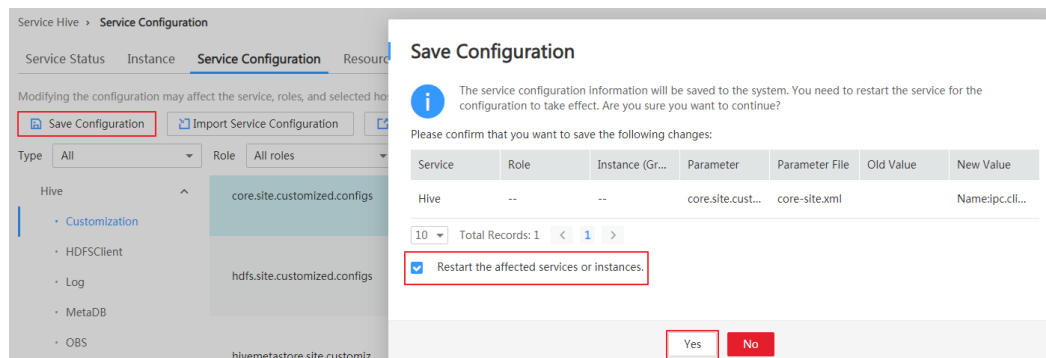 Service Hive > Service Configuration
Service Status Instance Service Configuration Resourc
Modifying the configuration may affect the service, roles, and selected ho
Save Configuration Import Service Configuration
Type All Role All roles
Hive
Customization
HDFSClient
Log
MetaDB
OBS
core.site.customized.configs
hdfs.site.customized.configs
hivemetastore.site.customiz
Save Configuration
The service configuration information will be saved to the system. You need to restart the service for the
configuration to take effect. Are you sure you want to continue?
Please confirm that you want to save the following changes:
Service Role Instance (Gr... Parameter Parameter File Old Value New Value
Hive -- -- core.site.cust... core-site.xml Name:ipc.cli...
10 Total Records: 1 < 1 >
Restart the affected services or instances.
Yes No